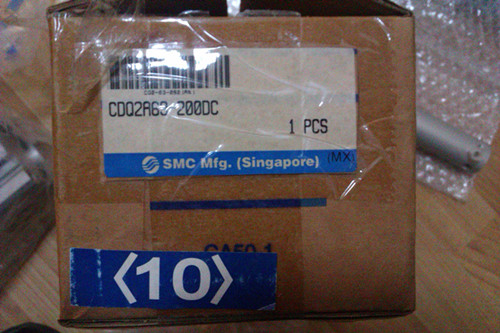 CDQ2A63-200DC
1 PCS
SMC Mfg. (Singapore) (MX)
CA50-1
〈10〉